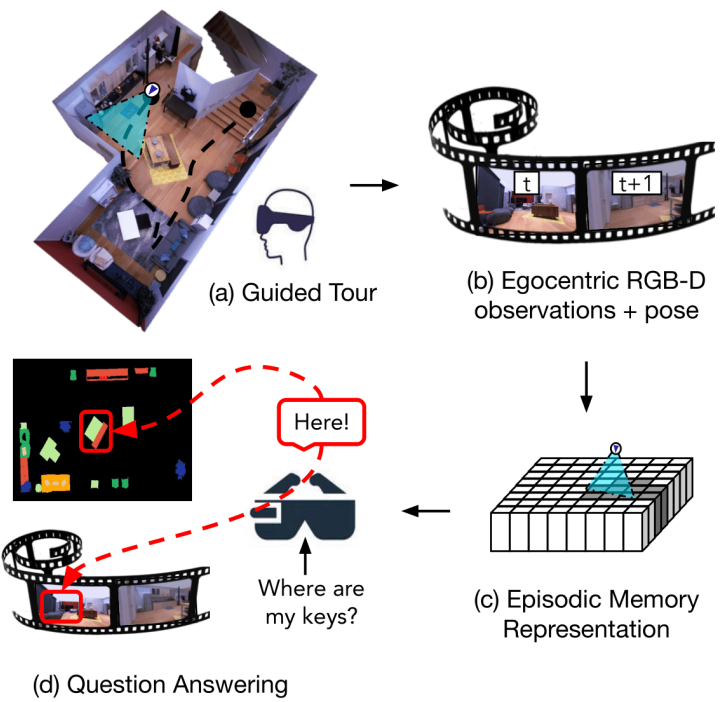 t
t+1
(a) Guided Tour
(b) Egocentric RGB-D
observations + pose
Here!
Where are
my keys?
(c) Episodic Memory
Representation
(d) Question Answering